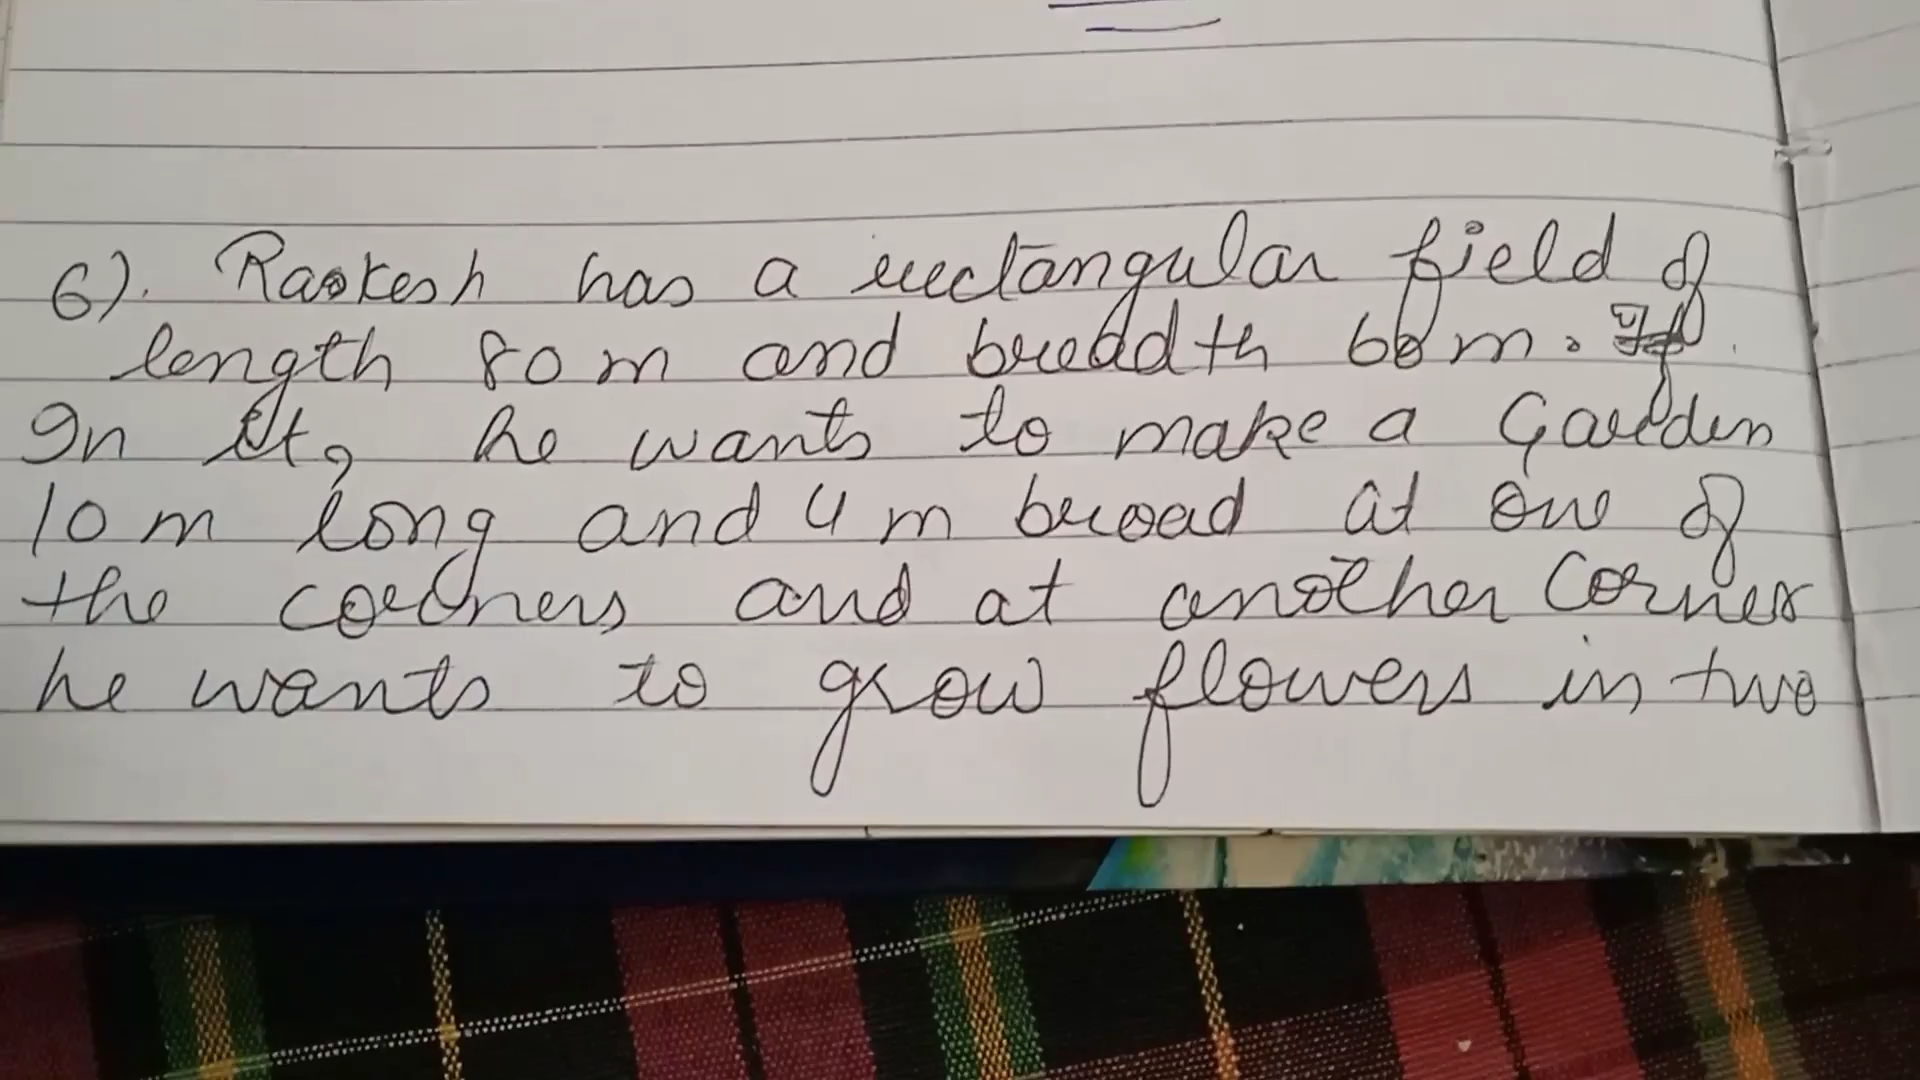 6). Rakesh has a rectangular field of
length 80 m and breadth 60 m.
In it, he wants to make a Garden
10 m long and 4 m broad at one of
the corners and at another Corner
he wants to grow flowers in two